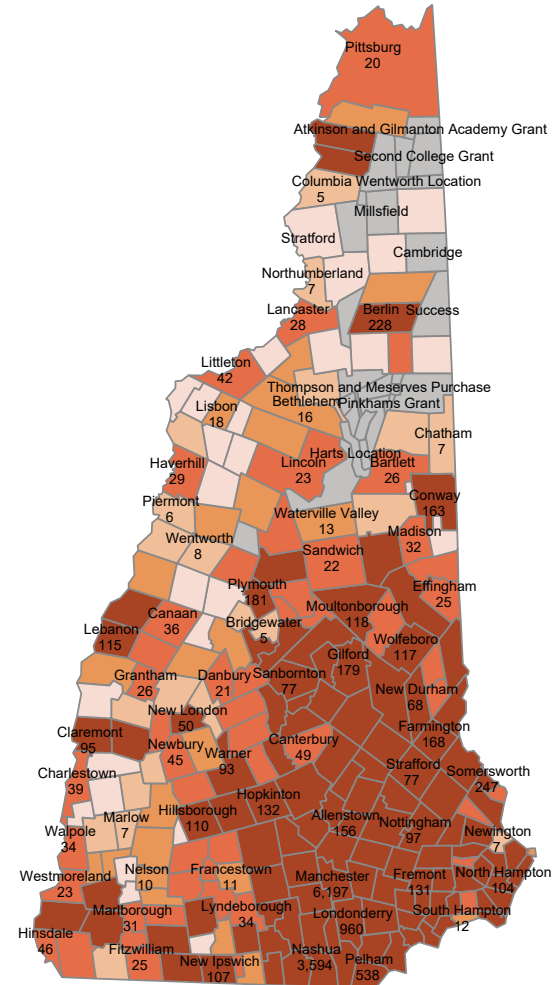 Pittsburg
20
Atkinson and Gilmanton Academy Grant
Second College Grant
Columbia
5
Wentworth Location
Millsfield
Stratford
Cambridge
Northumberland
7
Lancaster
28
Berlin
228
Success
Littleton
42
Thompson and Meserves Purchase
Bethlehem
16
Pinkhams Grant
Lisbon
18
Chatham
7
Harts Location
Haverhill
29
Lincoln
23
Bartlett
26
Conway
163
Piermont
6
Waterville Valley
13
Madison
32
Wentworth
8
Sandwich
22
Plymouth
181
Effingham
25
Canaan
36
Moultonborough
118
Bridgewater
5
Lebanon
115
Wolfeboro
117
Gilford
179
Grantham
26
Danbury
21
Sanbornton
77
New Durham
68
New London
50
Claremont
95
Farmington
168
Newbury
45
Warner
93
Canterbury
49
Charlestown
39
Strafford
77
Somersworth
247
Hopkinton
132
Hillsborough
110
Marlow
7
Allenstown
156
Nottingham
97
Walpole
34
Newington
7
Westmoreland
23
Nelson
10
Francestown
11
Manchester
6,197
Fremont
131
North Hampton
104
Marlborough
31
Lyndeborough
34
Londonderry
960
South Hampton
12
Hinsdale
46
Fitzwilliam
25
New Ipswich
107
Nashua
3,594
Pelham
538